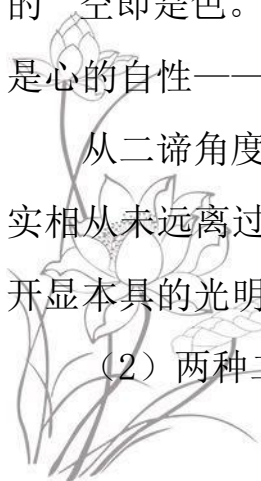 的“空即是色。
是心的自性——
从二谛角度
实相从未远离过
开显本具的光明
（2）两种二